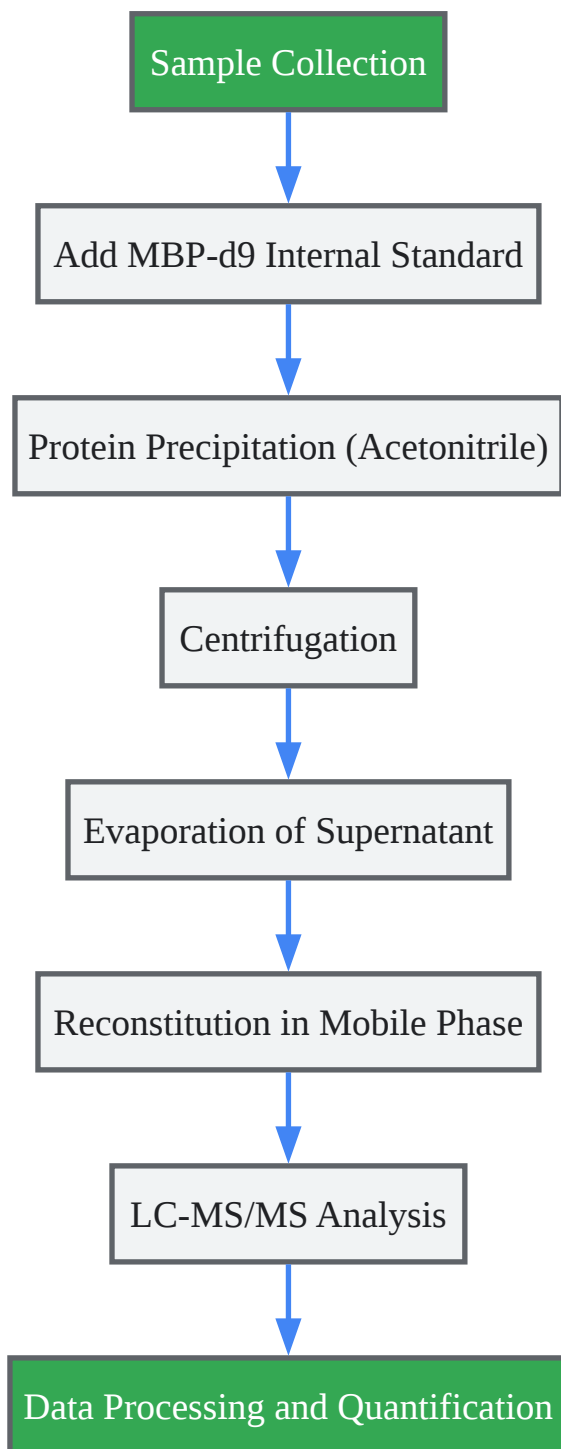 Sample Collection
Add MBP-d9 Internal Standard
Protein Precipitation (Acetonitrile)
Centrifugation
Evaporation of Supernatant
Reconstitution in Mobile Phase
LC-MS/MS Analysis
Data Processing and Quantification